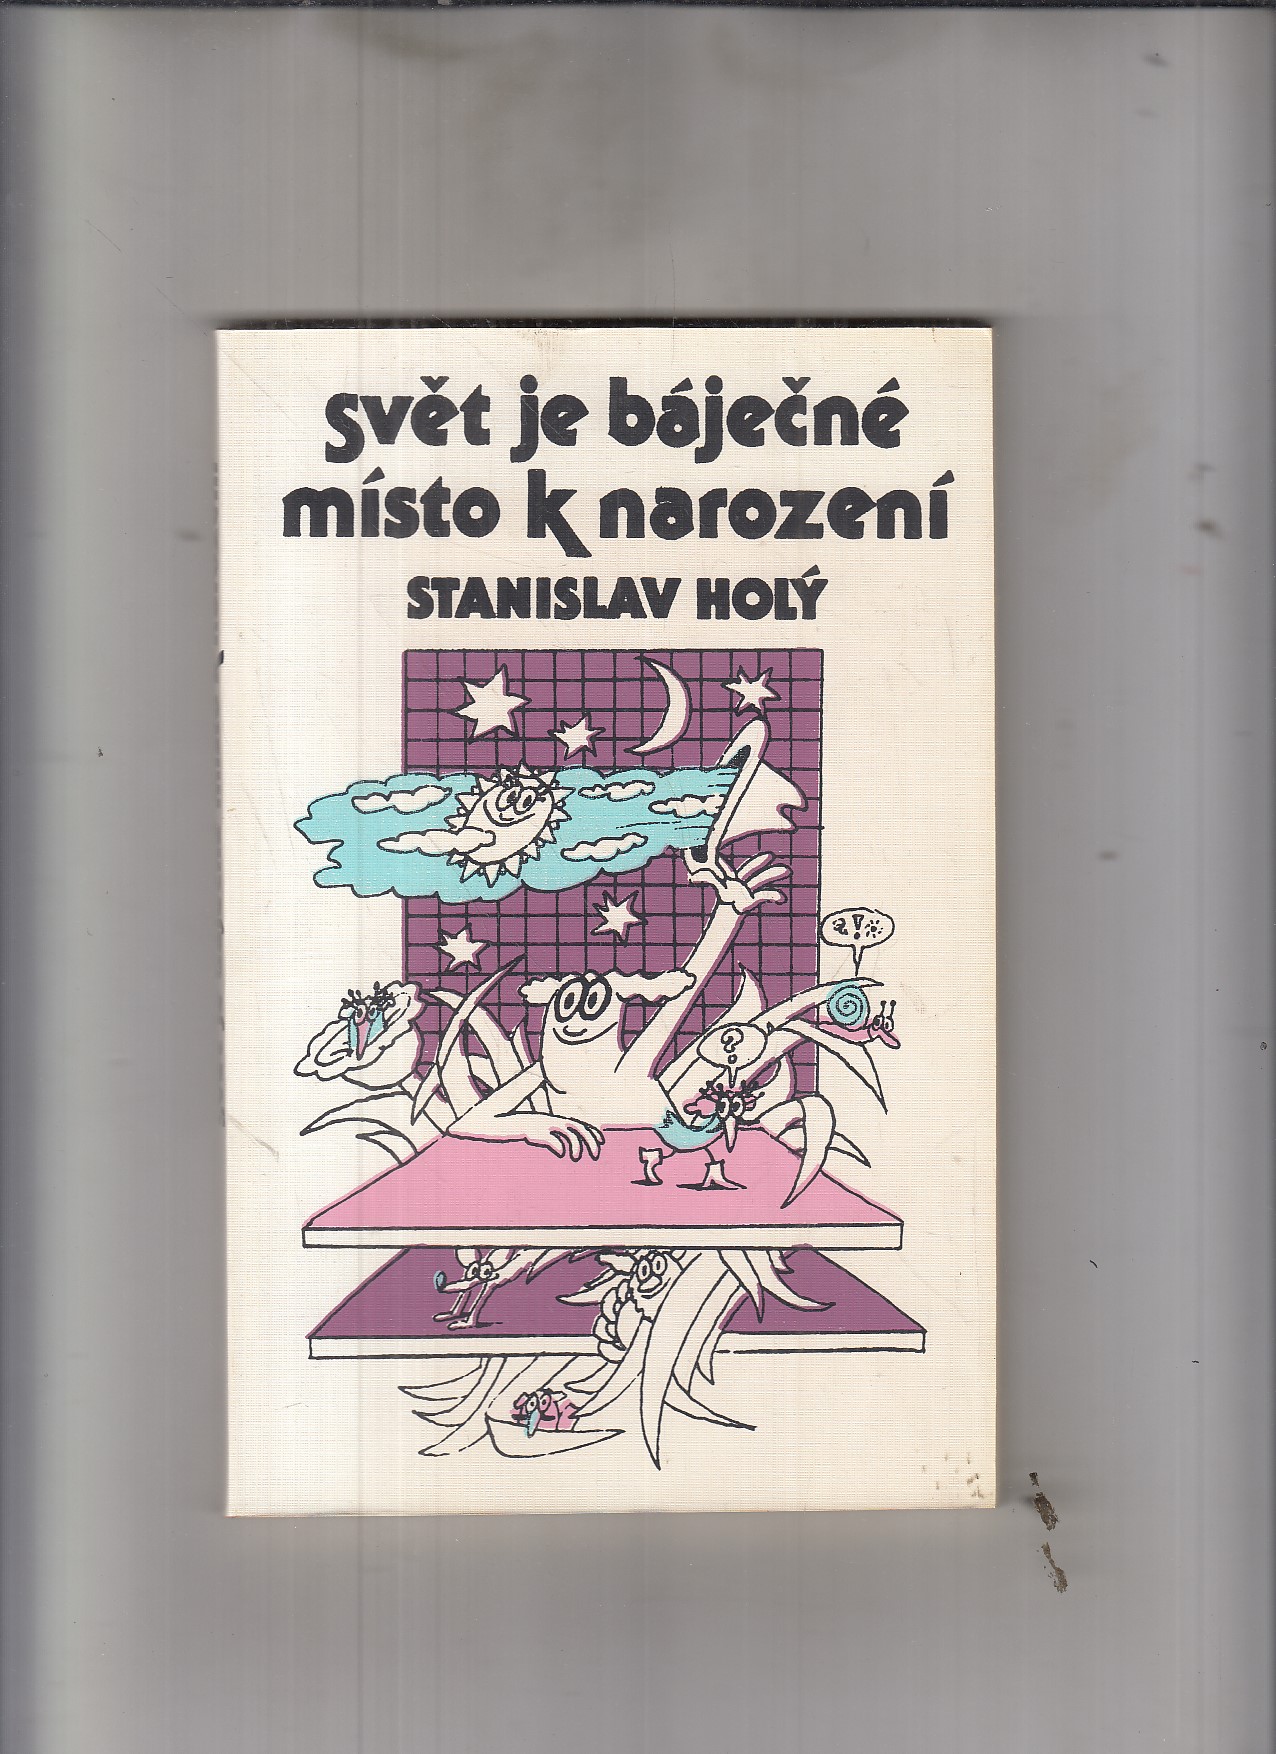 svět je báječné
místo k narození
STANISLAV HOLÝ
?